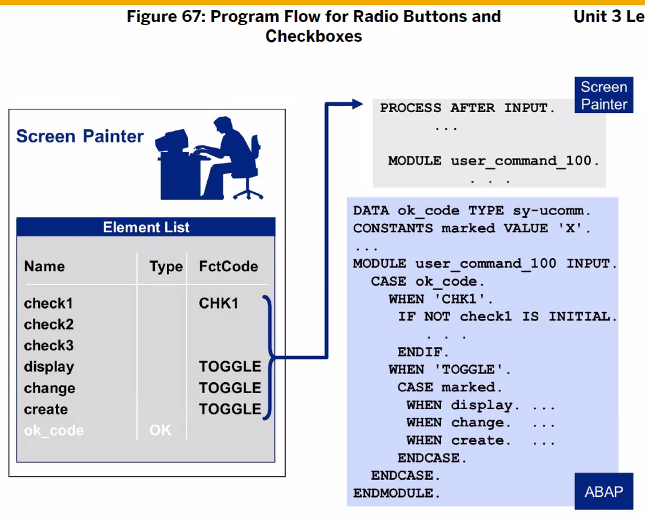 Figure 67: Program Flow for Radio Buttons and
Checkboxes
Unit 3 Le
Screen Painter
Element List
Name Type FctCode
check1 CHK1
check2
check3
display TOGGLE
change TOGGLE
create TOGGLE
ok_code OK
Screen
Painter
PROCESS AFTER INPUT.
...
MODULE user_command_100.
. . .
DATA ok_code TYPE sy-ucomm.
CONSTANTS marked VALUE 'X'.
...
MODULE user_command_100 INPUT.
CASE ok_code.
WHEN 'CHK1'.
IF NOT check1 IS INITIAL.
. . .
ENDIF.
WHEN 'TOGGLE'.
CASE marked.
WHEN display. ...
WHEN change. ...
WHEN create. ...
ENDCASE.
ENDCASE.
ENDMODULE.
ABAP